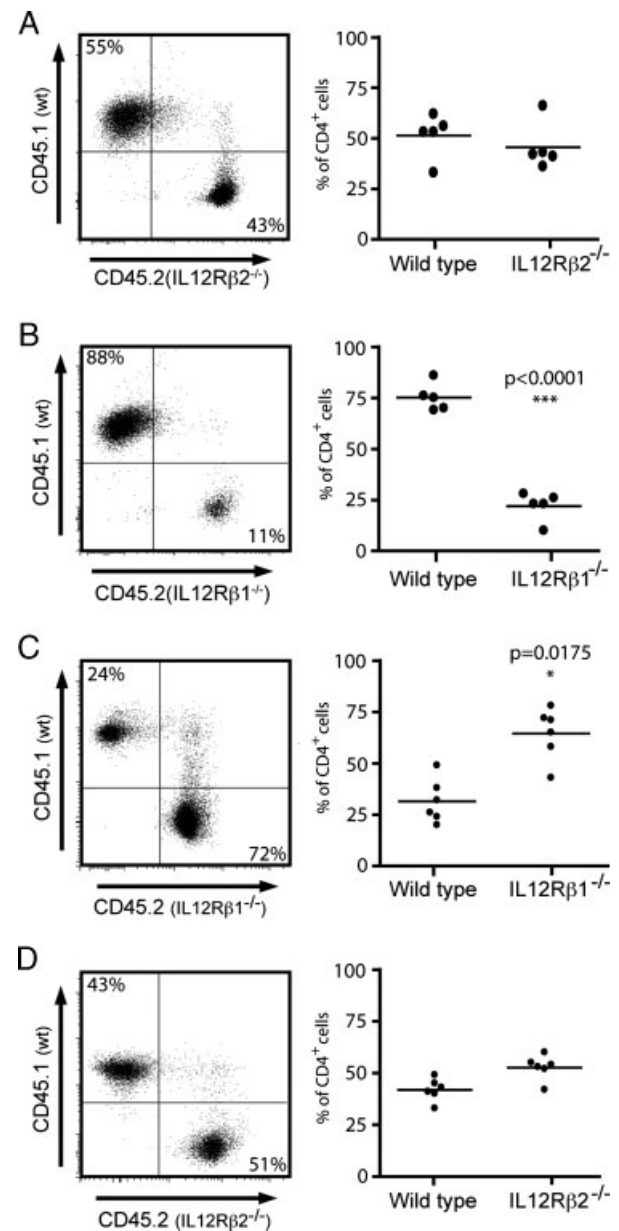 A
55%
43%
CD45.1 (wt)
CD45.2(IL12Rβ2-/-)
100
75
50
25
0
% of CD4+ cells
Wild type
IL12Rβ2-/-
B
88%
11%
CD45.1 (wt)
CD45.2(IL12Rβ1-/-)
100
75
50
25
0
% of CD4+ cells
p<0.0001
***
Wild type
IL12Rβ1-/-
C
24%
72%
CD45.1 (wt)
CD45.2 (IL12Rβ1-/-)
100
75
50
25
0
% of CD4+ cells
p=0.0175
*
Wild type
IL12Rβ1-/-
D
43%
51%
CD45.1 (wt)
CD45.2 (IL12Rβ2-/-)
100
75
50
25
0
% of CD4+ cells
Wild type
IL12Rβ2-/-